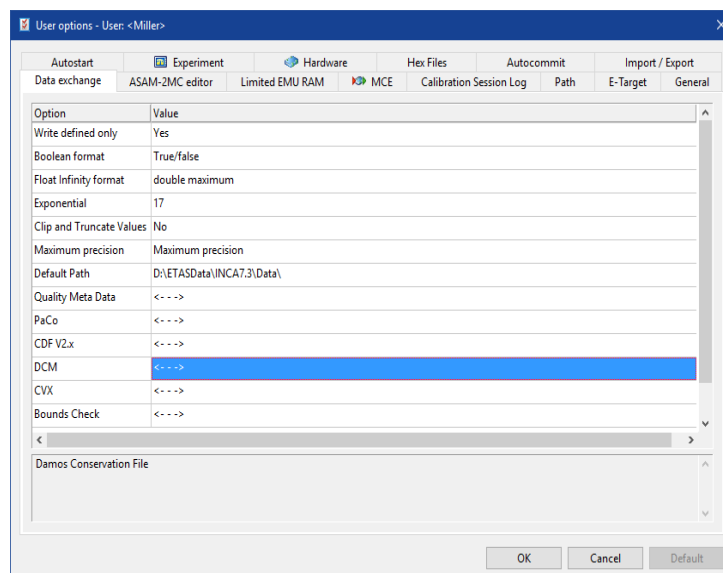 User options - User: <Miller>
Autostart Experiment Hardware Hex Files Autocommit Import / Export
Data exchange ASAM-2MC editor Limited EMU RAM MCE Calibration Session Log Path E-Target General
Option Value
Write defined only Yes
Boolean format True/false
Float Infinity format double maximum
Exponential 17
Clip and Truncate Values No
Maximum precision Maximum precision
Default Path D:\ETASData\INCA7.3\Data\
Quality Meta Data <- - ->
PaCo <- - ->
CDF V2.x <- - ->
DCM <- - ->
CVX <- - ->
Bounds Check <- - ->
Damos Conservation File
OK Cancel Default